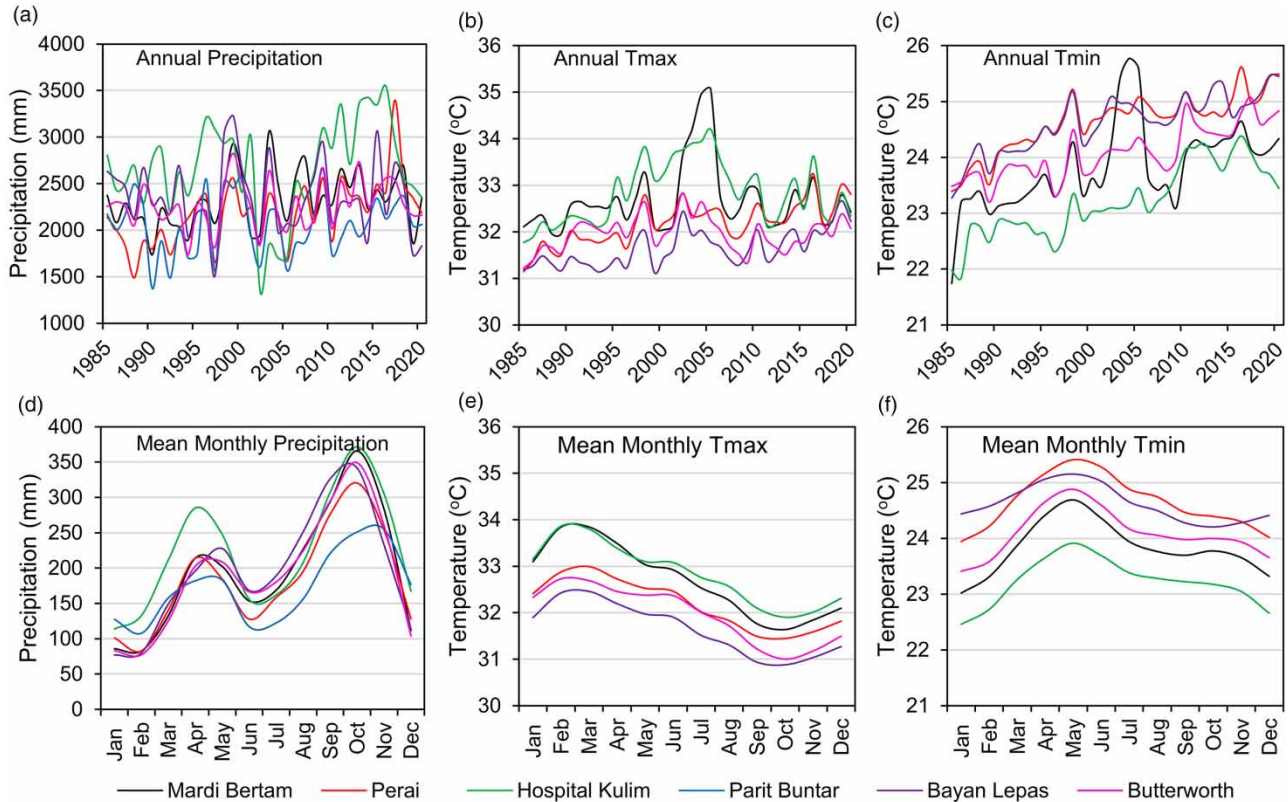 (a)
Annual Precipitation
Precipitation (mm)
4000
3500
3000
2500
2000
1500
1000
1985
1990
1995
2000
2005
2010
2015
2020
(b)
Annual Tmax
Temperature (°C)
36
35
34
33
32
31
30
1985
1990
1995
2000
2005
2010
2015
2020
(c)
Annual Tmin
Temperature (°C)
26
25
24
23
22
21
1985
1990
1995
2000
2005
2010
2015
2020
(d)
Mean Monthly Precipitation
Precipitation (mm)
400
350
300
250
200
150
100
50
0
Jan
Feb
Mar
Apr
May
Jun
Jul
Aug
Sep
Oct
Nov
Dec
(e)
Mean Monthly Tmax
Temperature (°C)
36
35
34
33
32
31
30
Jan
Feb
Mar
Apr
May
Jun
Jul
Aug
Sep
Oct
Nov
Dec
(f)
Mean Monthly Tmin
Temperature (°C)
26
25
24
23
22
21
Jan
Feb
Mar
Apr
May
Jun
Jul
Aug
Sep
Oct
Nov
Dec
Mardi Bertam Perai Hospital Kulim Parit Buntar Bayan Lepas Butterworth